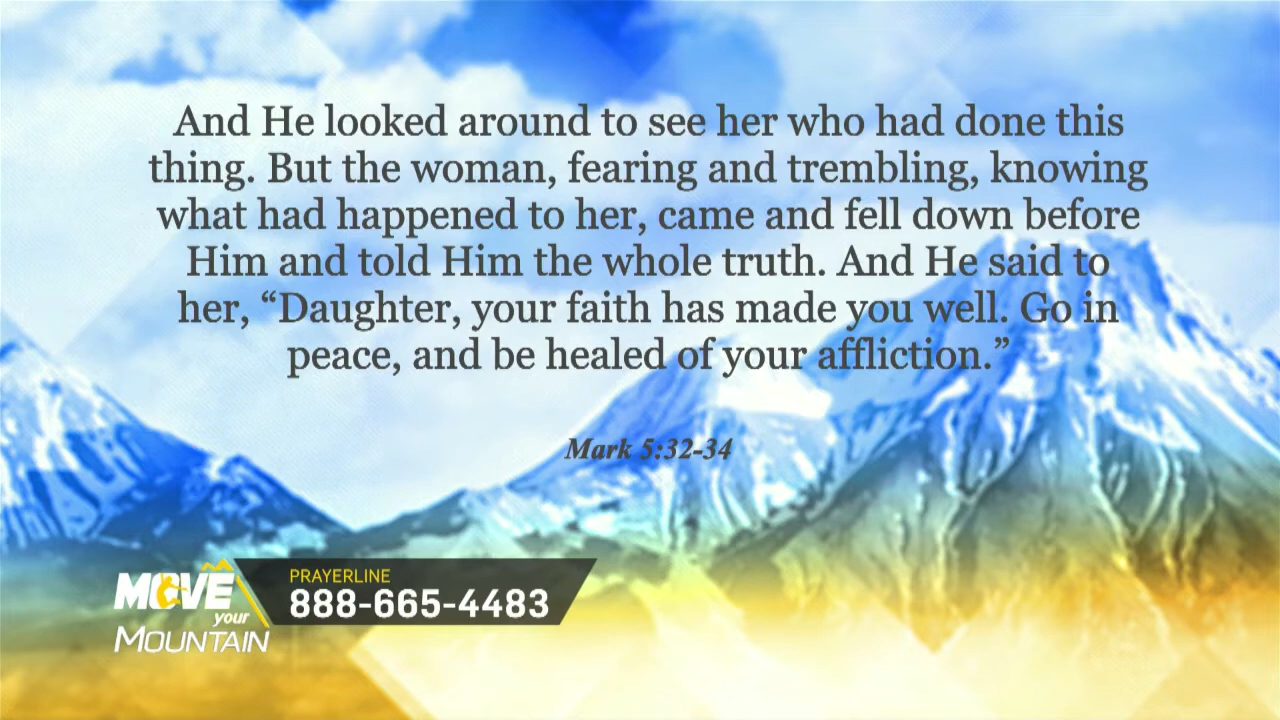 And He looked around to see her who had done this
thing. But the woman, fearing and trembling, knowing
what had happened to her, came and fell down before
Him and told Him the whole truth. And He said to
her, “Daughter, your faith has made you well. Go in
peace, and be healed of your affliction.”
Mark 5:32-34
MOVE
your
MOUNTAIN
PRAYERLINE
888-665-4483